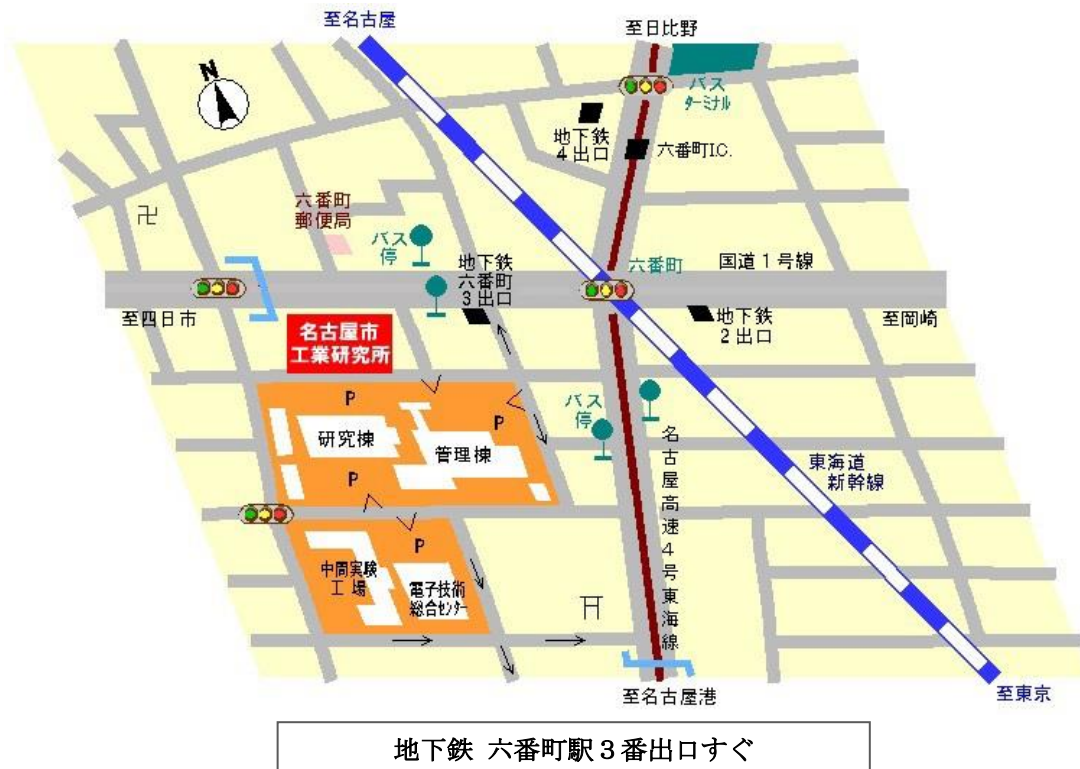 至名古屋
至日比野
N
バス
ターミナル
地下鉄
4出口
六番町I.C.
六番町
郵便局
バス
停
地下鉄
六番町
3出口
六番町
国道1号線
至四日市
地下鉄
2出口
至岡崎
名古屋市
工業研究所
P
研究棟
P
管理棟
P
バス
停
名古屋高速4号東海線
東海道
新幹線
P
中間実験
工場
電子技術
総合センター
至名古屋港
至東京
地下鉄 六番町駅3番出口すぐ